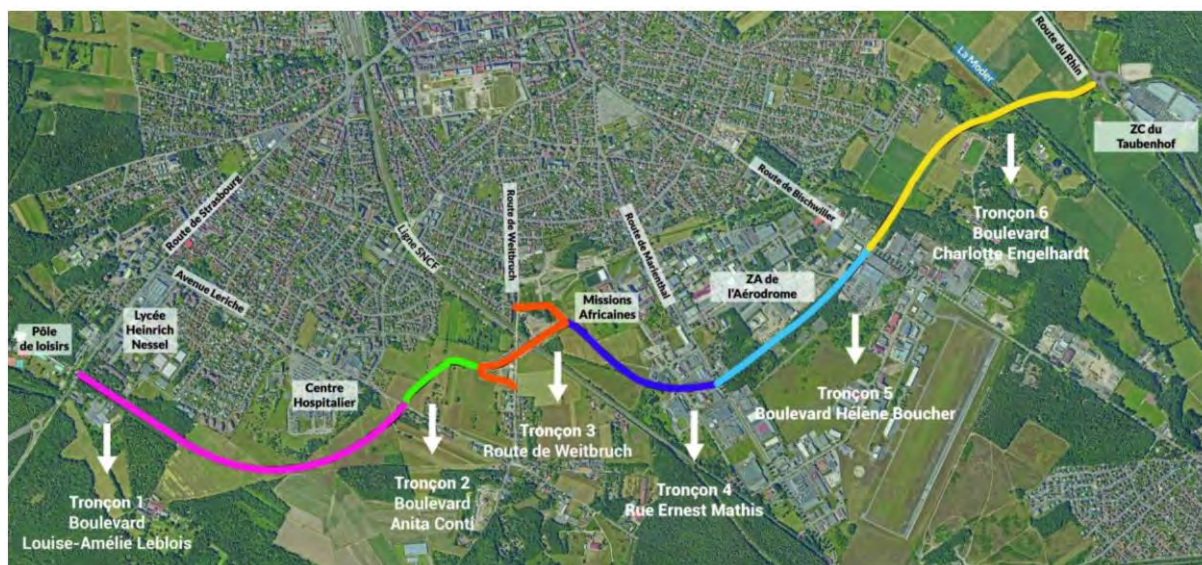 Route du Rhin
La Moder
ZC du
Taubenhof
Route de Strasbourg
Ligne SNCF
Route de Weitbruch
Route de Marienthal
Route de Bischwiller
Avenue Leriche
Pôle
de loisirs
Lycée
Heinrich
Nessel
Centre
Hospitalier
Missions
Africaines
ZA de
l'Aérodrome
Tronçon 1
Boulevard
Louise-Amélie Leblois
Tronçon 2
Boulevard
Anita Conti
Tronçon 3
Route de Weitbruch
Tronçon 4
Rue Ernest Mathis
Tronçon 5
Boulevard Hélène Boucher
Tronçon 6
Boulevard
Charlotte Engelhardt